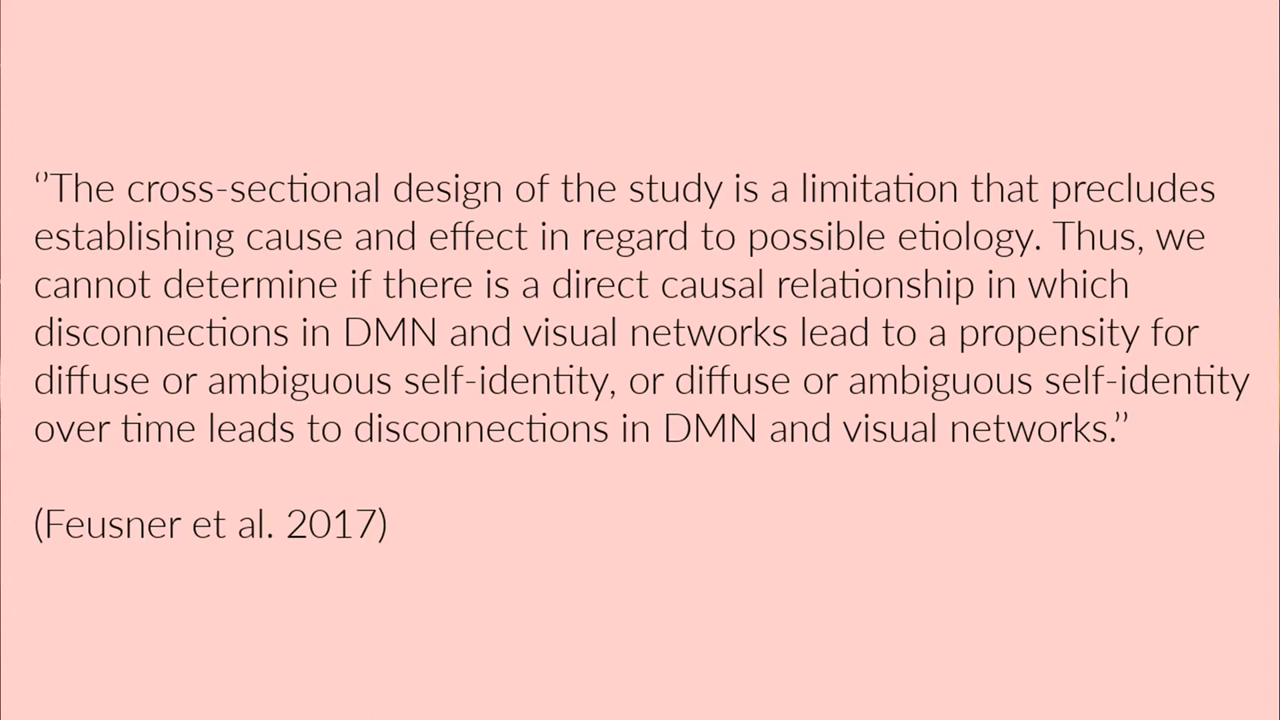 ‘’The cross-sectional design of the study is a limitation that precludes
establishing cause and effect in regard to possible etiology. Thus, we
cannot determine if there is a direct causal relationship in which
disconnections in DMN and visual networks lead to a propensity for
diffuse or ambiguous self-identity, or diffuse or ambiguous self-identity
over time leads to disconnections in DMN and visual networks.’’
(Feusner et al. 2017)